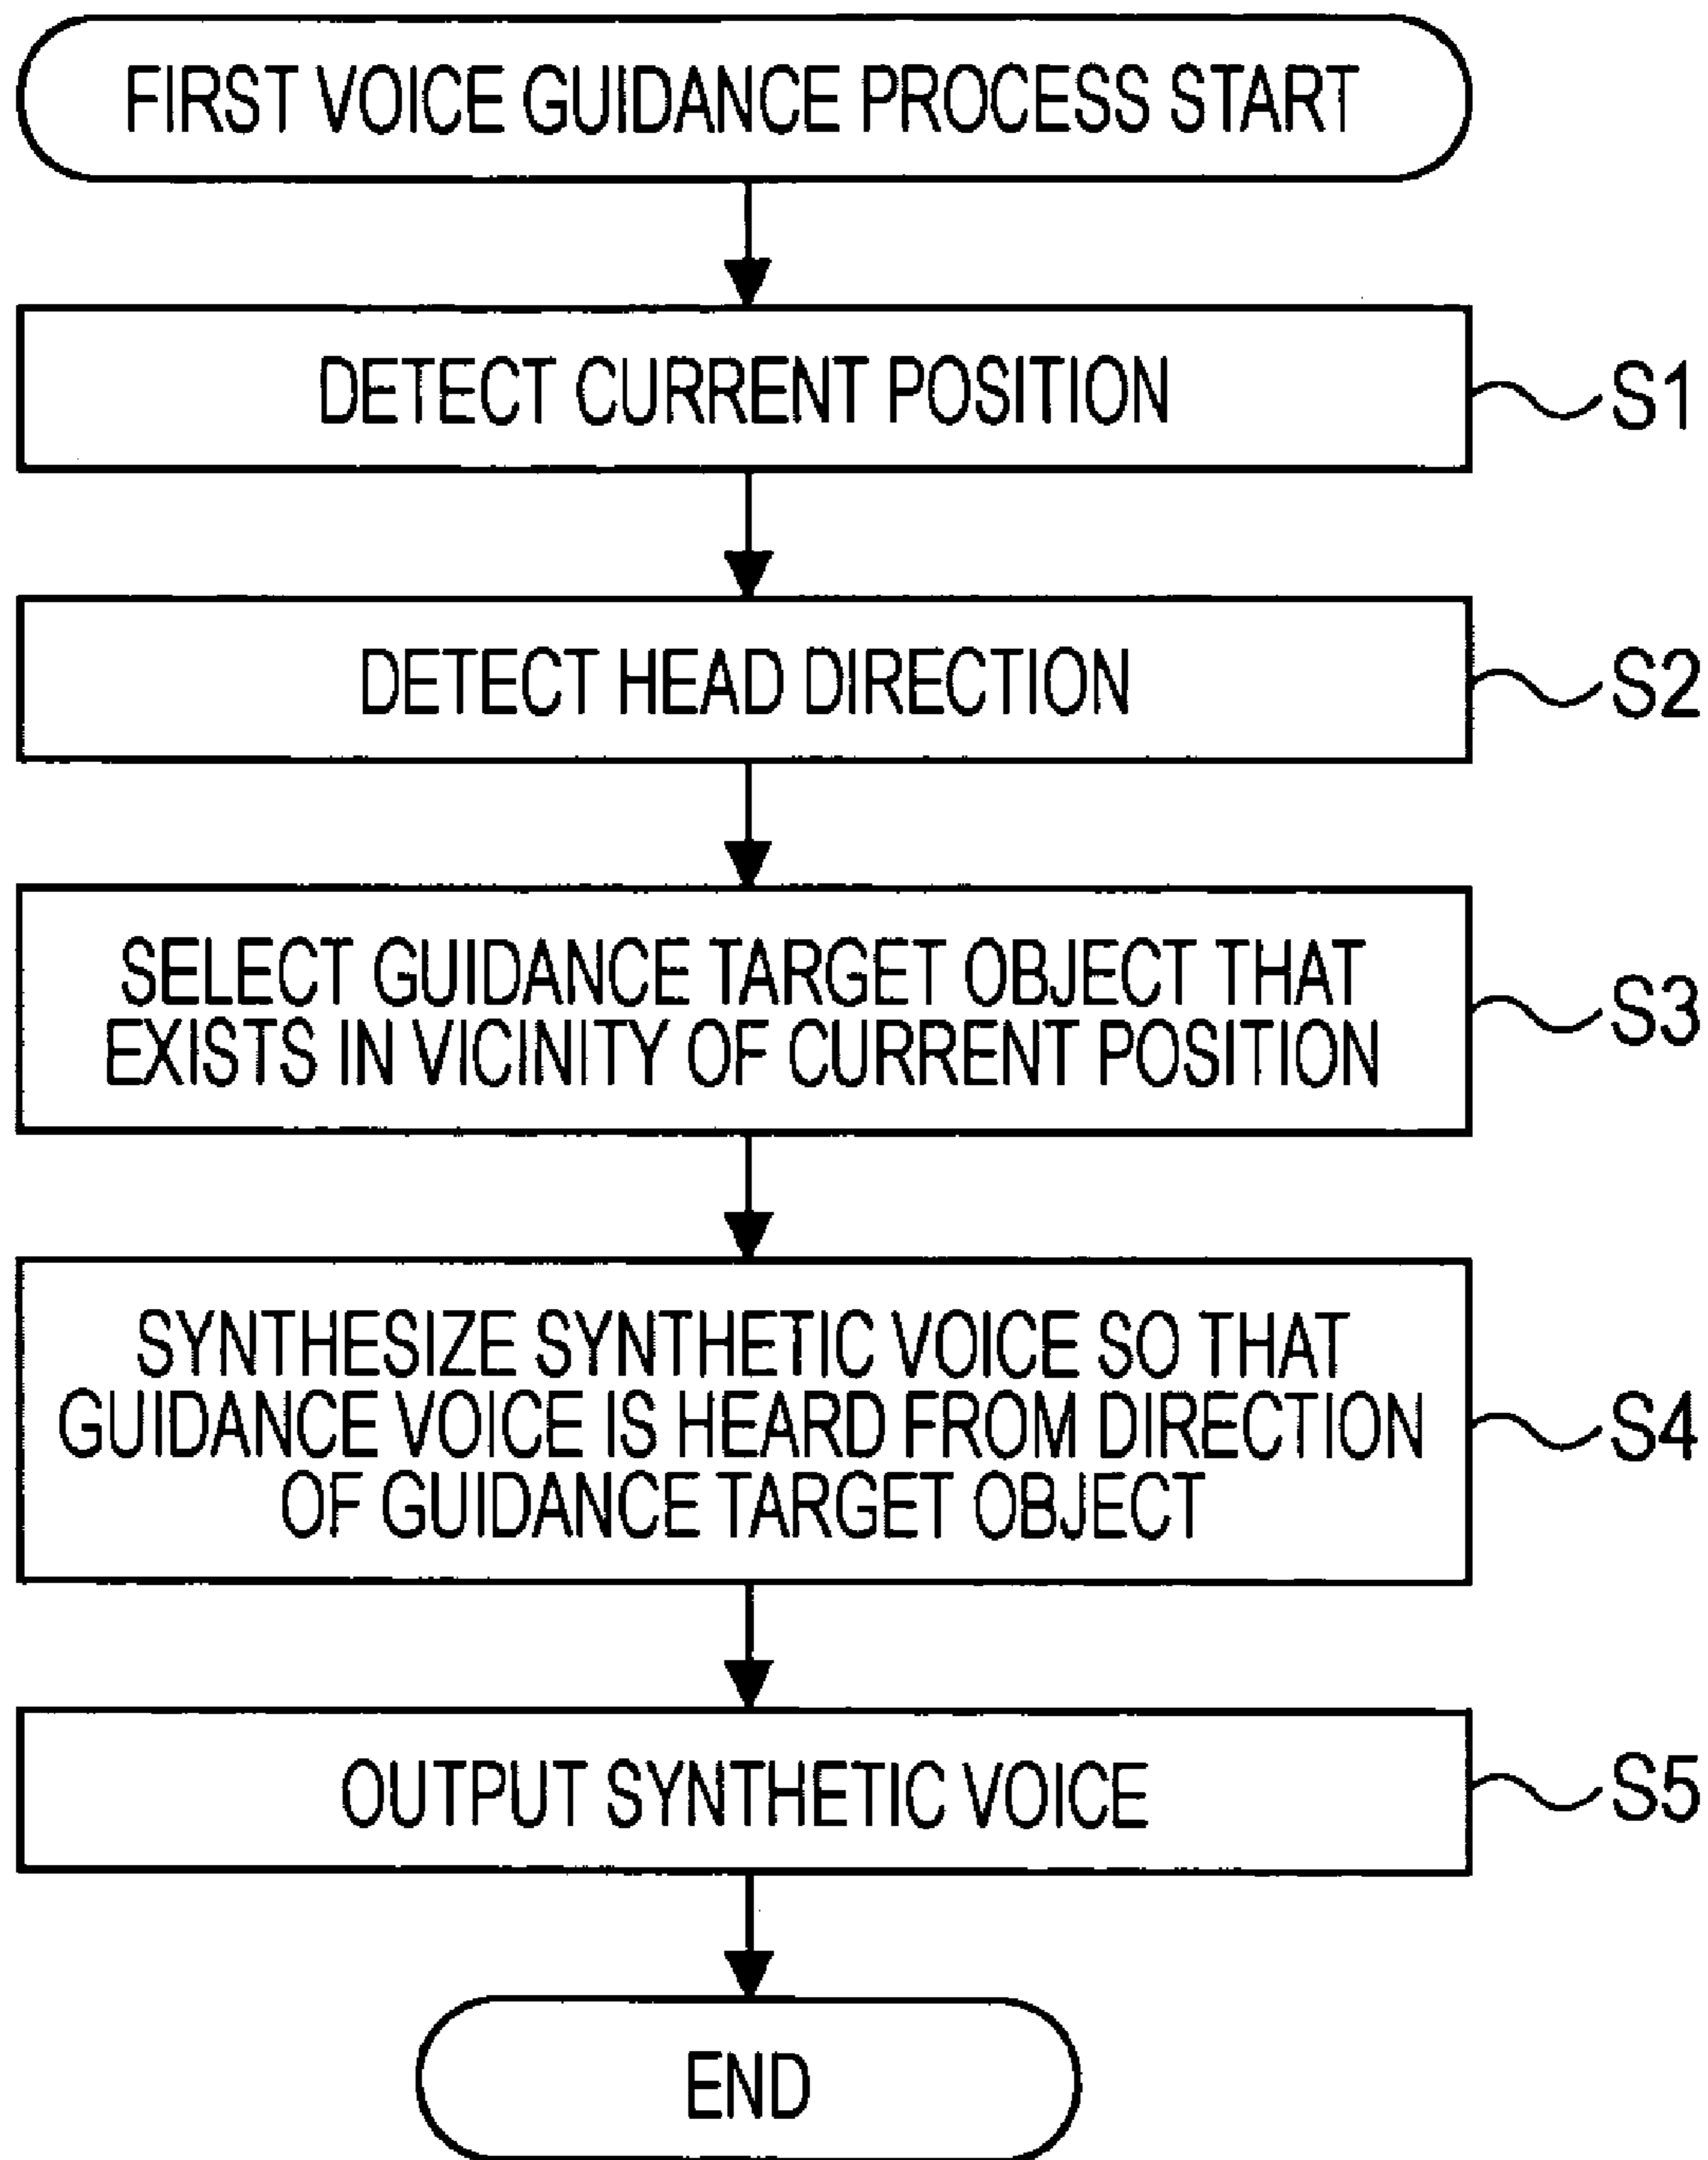 FIRST VOICE GUIDANCE PROCESS START
DETECT CURRENT POSITION
S1
DETECT HEAD DIRECTION
S2
SELECT GUIDANCE TARGET OBJECT THAT
EXISTS IN VICINITY OF CURRENT POSITION
S3
SYNTHESIZE SYNTHETIC VOICE SO THAT
GUIDANCE VOICE IS HEARD FROM DIRECTION
OF GUIDANCE TARGET OBJECT
S4
OUTPUT SYNTHETIC VOICE
S5
END